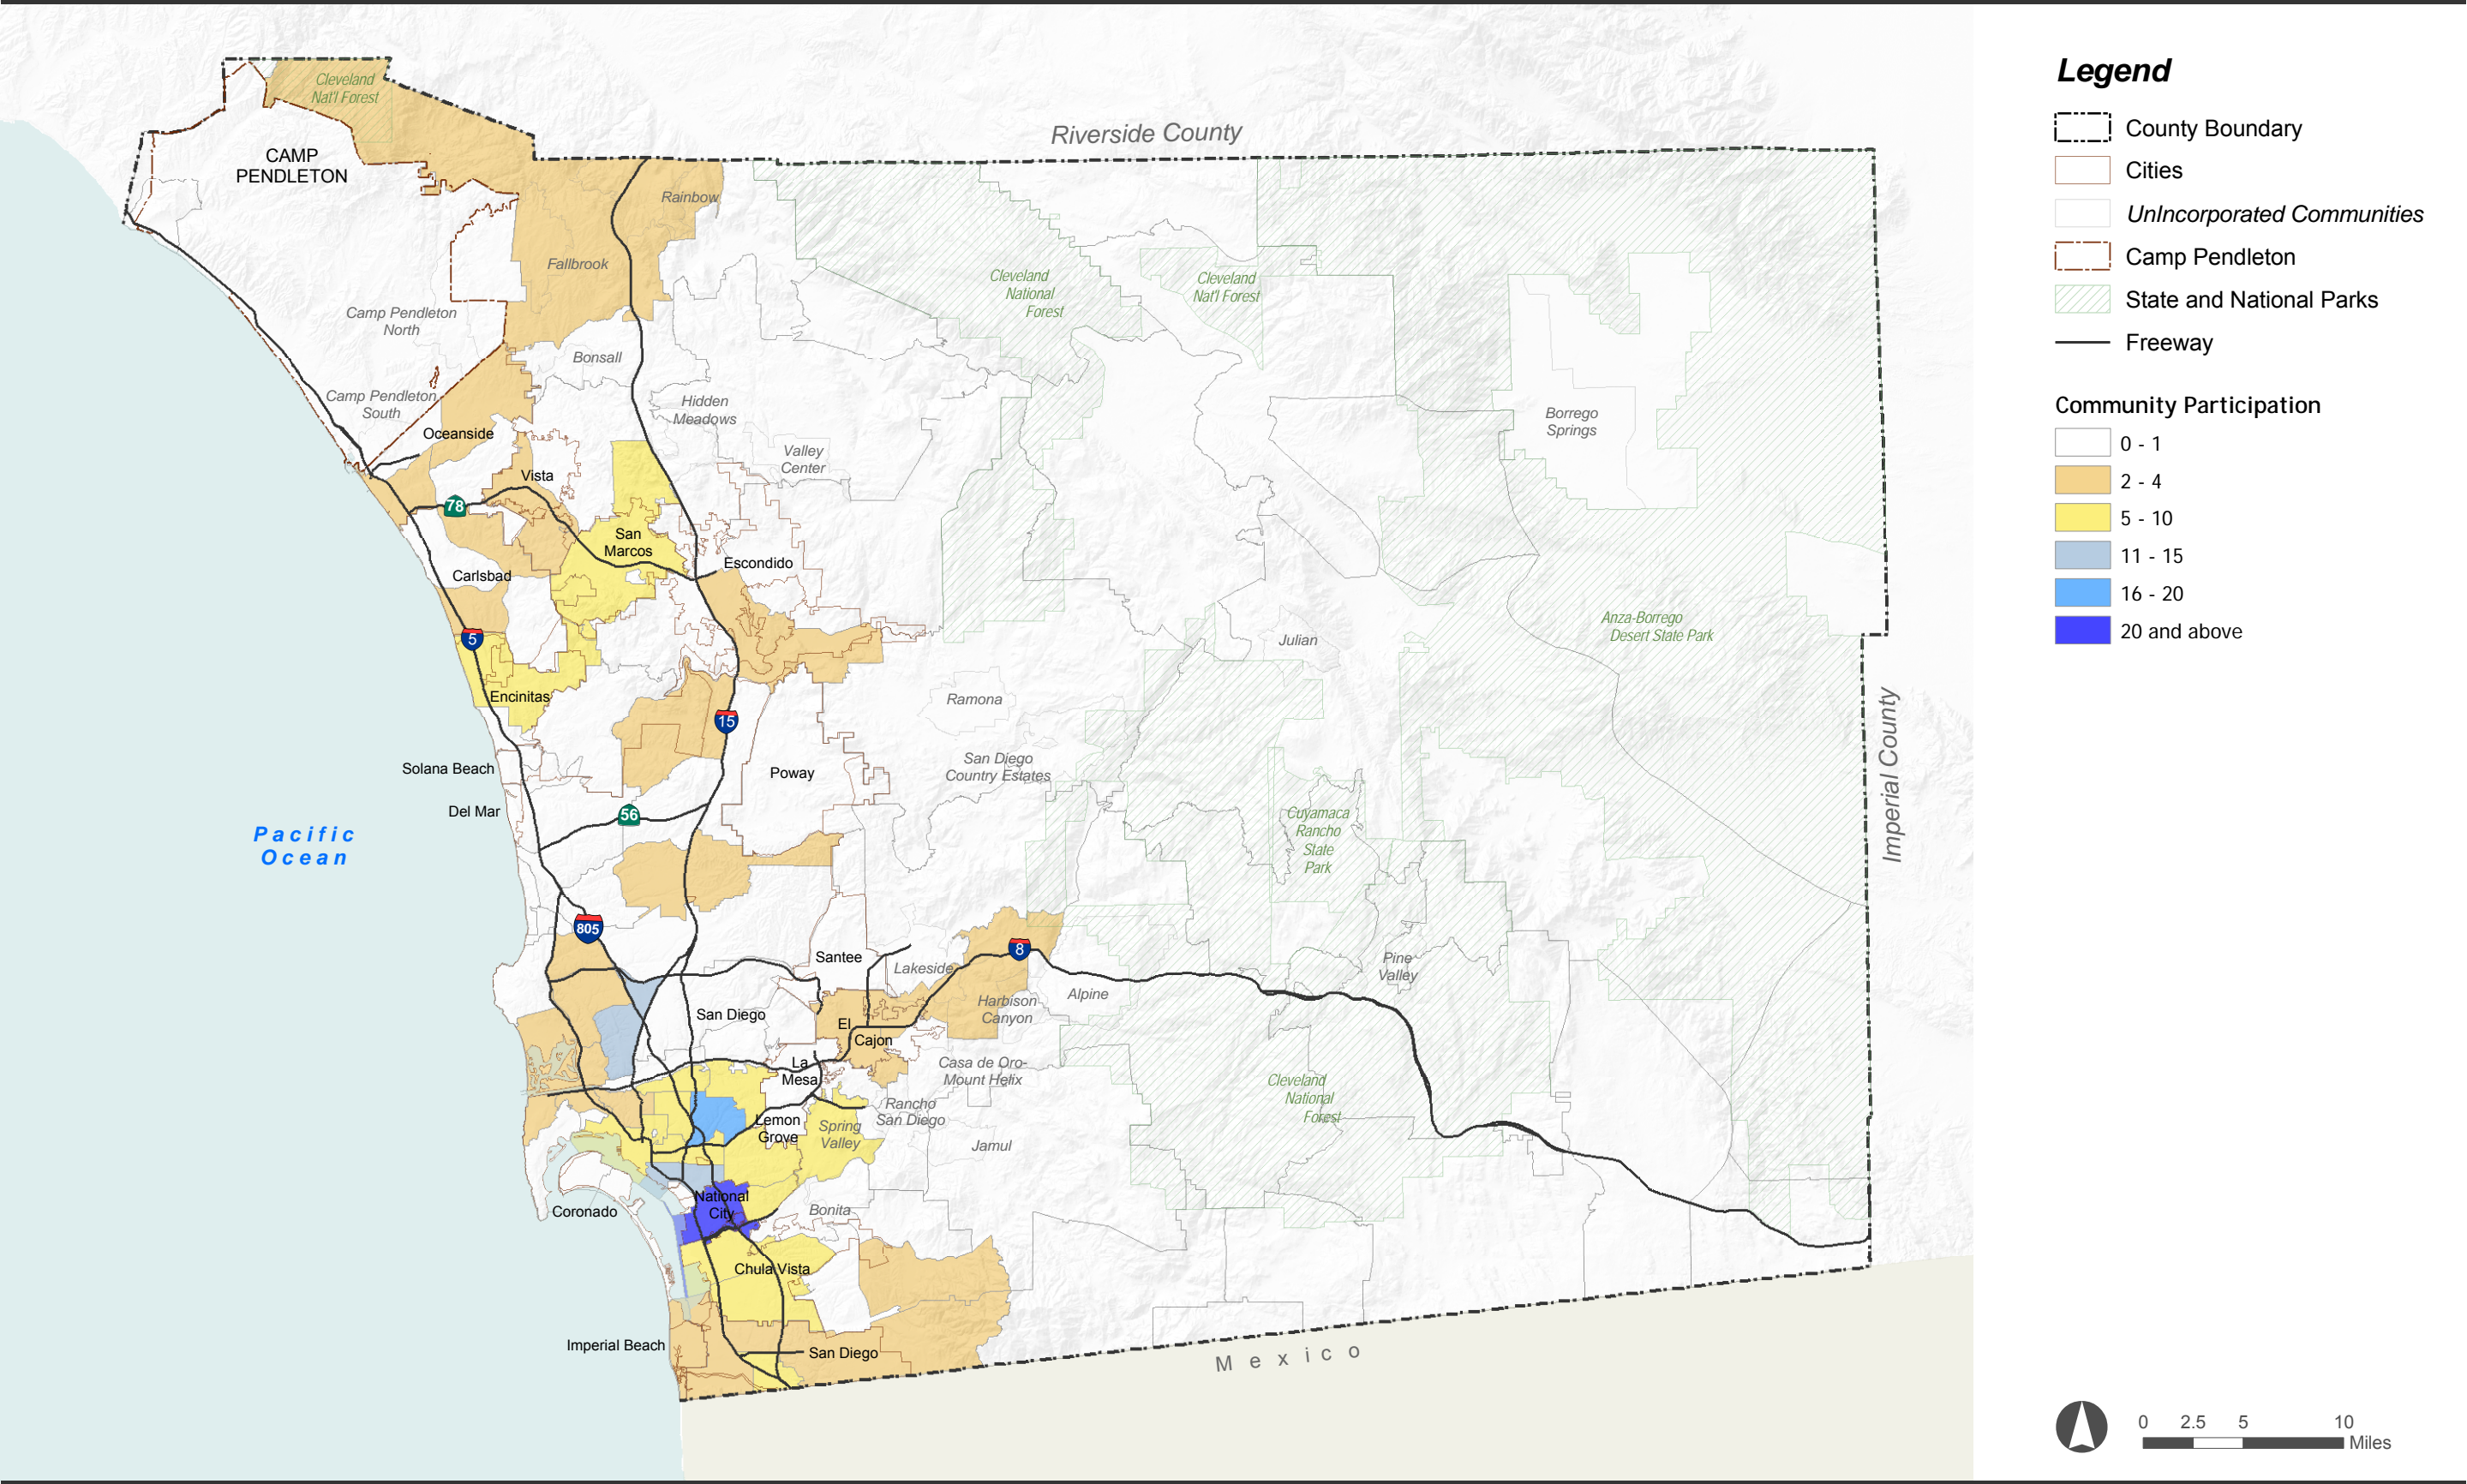 Cleveland
Nat'l Forest
CAMP
PENDLETON
Riverside County
Rainbow
Fallbrook
Cleveland
National
Forest
Cleveland
Nat'l Forest
Camp Pendleton
North
Bonsall
Camp Pendleton
South
Hidden
Meadows
Borrego
Springs
Oceanside
Valley
Center
Vista
78
San
Marcos
Escondido
Carlsbad
5
Anza-Borrego
Desert State Park
Julian
Encinitas
Ramona
15
Imperial County
Solana Beach
Poway
San Diego
Country Estates
Del Mar
56
Pacific
Ocean
Cuyamaca
Rancho
State
Park
805
8
Santee
Lakeside
Pine
Valley
Alpine
Harbison
Canyon
San Diego
El
Cajon
La
Mesa
Casa de Oro-
Mount Helix
Cleveland
National
Forest
Rancho
San Diego
Lemon
Grove
Spring
Valley
Jamul
National
City
Coronado
Bonita
Chula Vista
Imperial Beach
San Diego
Mexico
Legend
County Boundary
Cities
UnIncorporated Communities
Camp Pendleton
State and National Parks
Freeway
Community Participation
0 - 1
2 - 4
5 - 10
11 - 15
16 - 20
20 and above
0 2.5 5 10
Miles